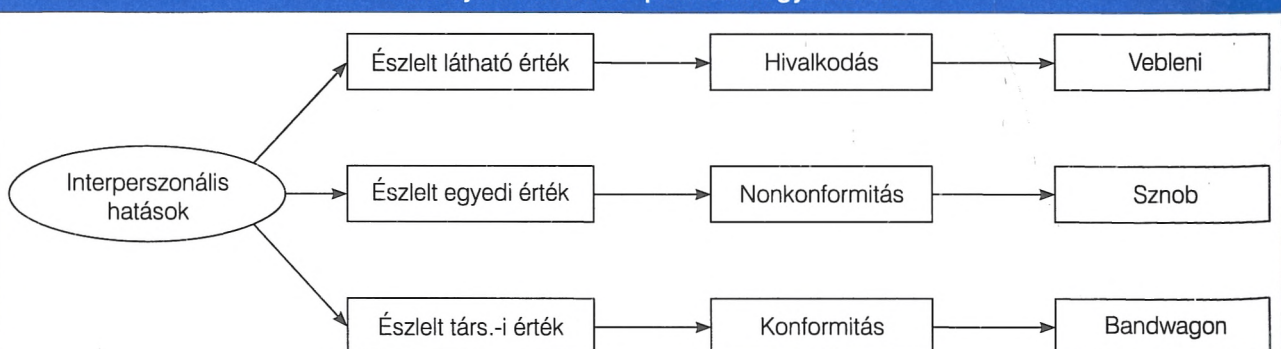 Észlelt látható érték
Hivalkodás
Vebleni
Interperszonális
hatások
Észlelt egyedi érték
Nonkonformitás
Sznob
Észlelt társ.-i érték
Konformitás
Bandwagon